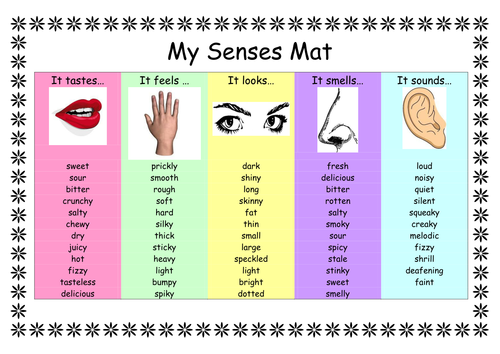 My Senses Mat
It tastes... It feels ... It looks... It smells... It sounds...
sweet prickly dark fresh loud
sour smooth shiny delicious noisy
bitter rough long bitter quiet
crunchy soft skinny rotten silent
salty hard fat salty squeaky
chewy silky thin smoky creaky
dry thick small sour melodic
juicy sticky large spicy fizzy
hot heavy speckled stale shrill
fizzy light light stinky deafening
tasteless bumpy bright sweet faint
delicious spiky dotted smelly